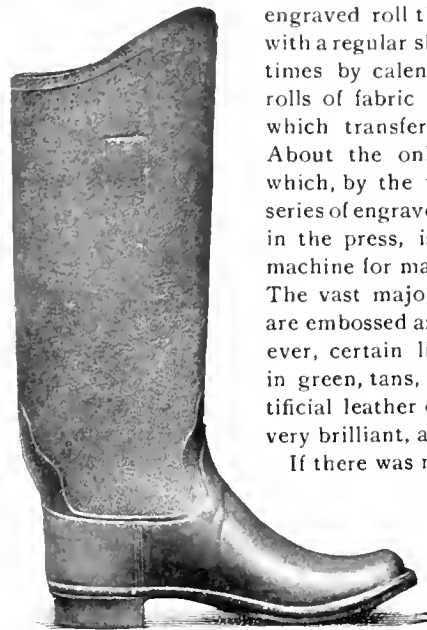 engraved roll t
with a regular sl
times by calen
rolls of fabric
which transfer
About the onl
which, by the
series of engrave
in the press, i
machine for ma
The vast majo
are embossed a
ever, certain li
in green, tans,
tificial leather
very brilliant, a
If there was r